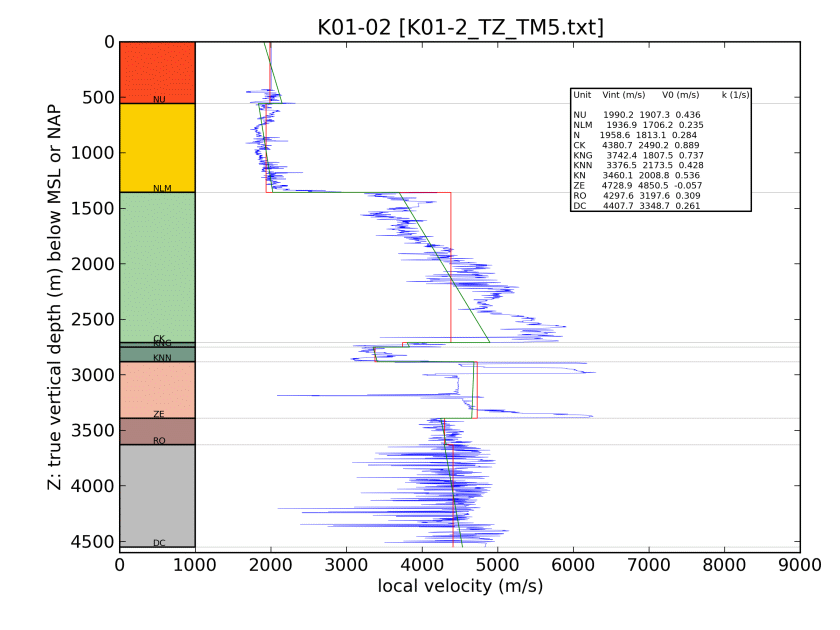 K01-02 [K01-2_TZ_TM5.txt]
Z: true vertical depth (m) below MSL or NAP
0
500
1000
1500
2000
2500
3000
3500
4000
4500
NU
NLM
CK
KNG
KNN
ZE
RO
DC
Unit Vint (m/s) V0 (m/s) k (1/s)
NU 1990.2 1907.3 0.436
NLM 1936.9 1706.2 0.235
N 1958.6 1813.1 0.284
CK 4380.7 2490.2 0.889
KNG 3742.4 1807.5 0.737
KNN 3376.5 2173.5 0.428
KN 3460.1 2008.8 0.536
ZE 4728.9 4850.5 -0.057
RO 4297.6 3197.6 0.309
DC 4407.7 3348.7 0.261
0 1000 2000 3000 4000 5000 6000 7000 8000 9000
local velocity (m/s)